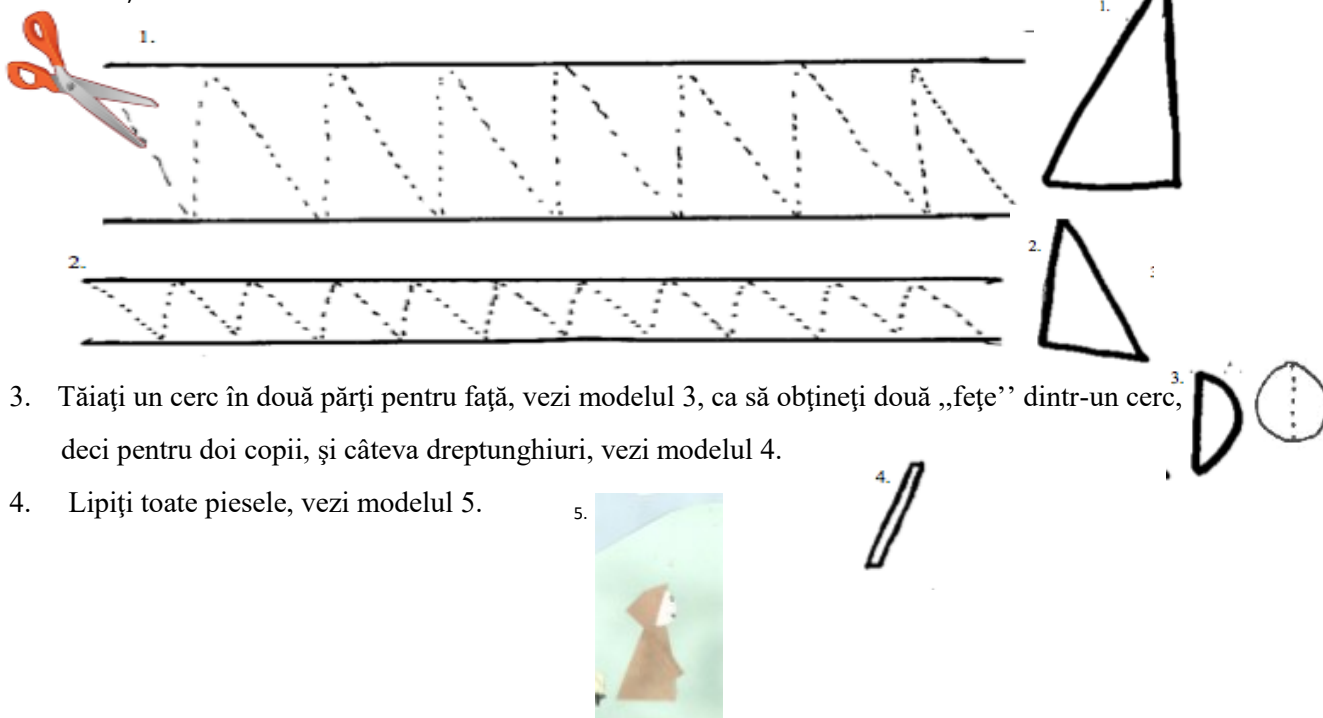 1.
1.
2.
2.
3. Tăiaţi un cerc în două părţi pentru faţă, vezi modelul 3, ca să obţineţi două ,,feţe’’ dintr-un cerc,
3.
deci pentru doi copii, şi câteva dreptunghiuri, vezi modelul 4.
4. Lipiţi toate piesele, vezi modelul 5.
4.
5.